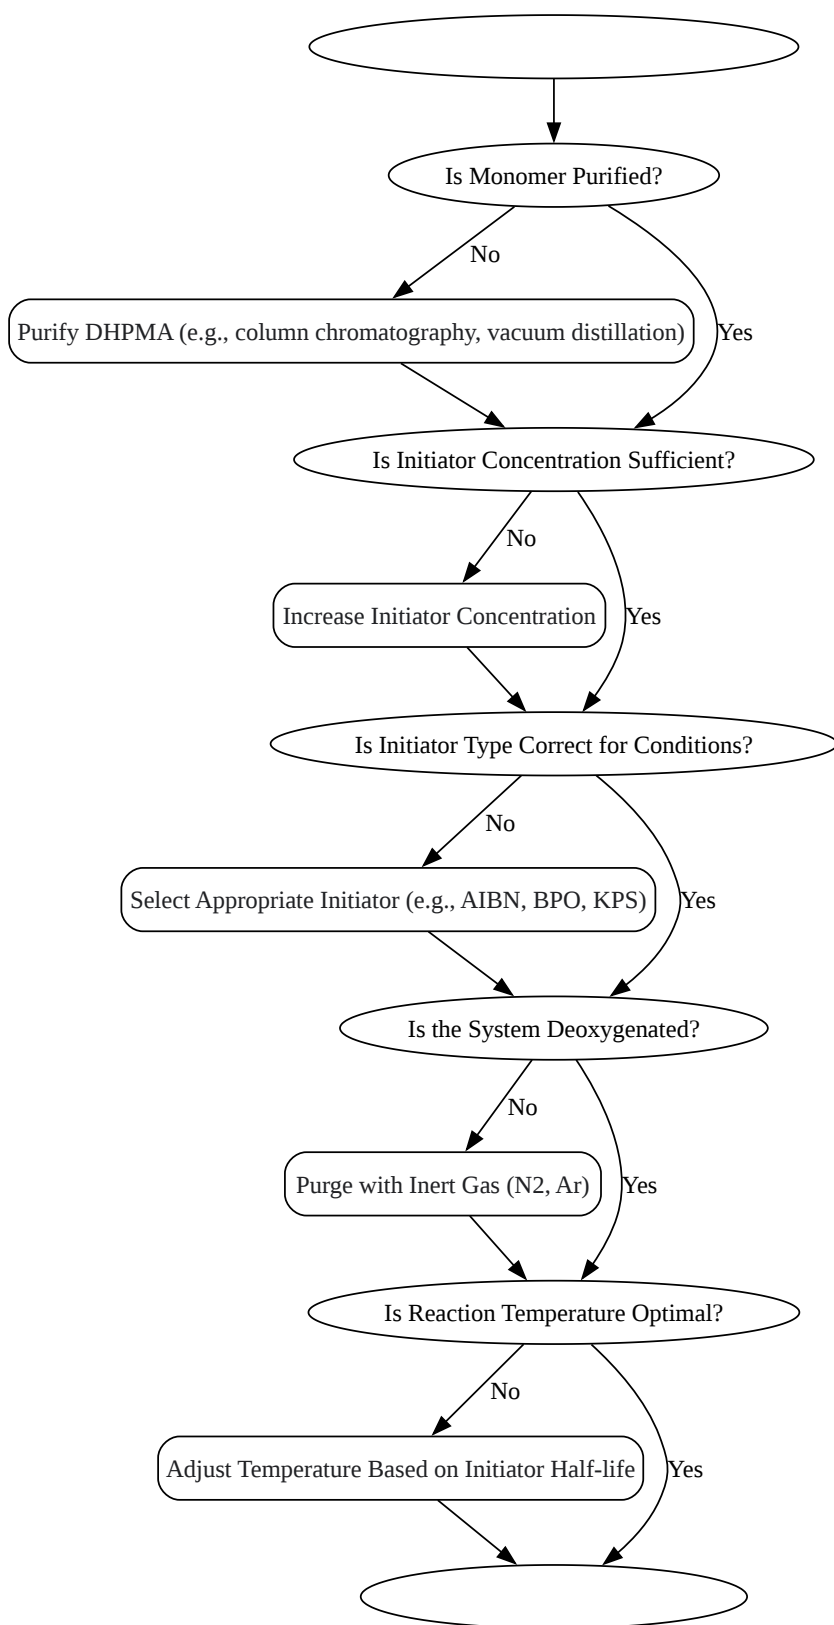 Is Monomer Purified?
No
Purify DHPMA (e.g., column chromatography, vacuum distillation)
Yes
Is Initiator Concentration Sufficient?
No
Increase Initiator Concentration
Yes
Is Initiator Type Correct for Conditions?
No
Select Appropriate Initiator (e.g., AIBN, BPO, KPS)
Yes
Is the System Deoxygenated?
No
Purge with Inert Gas (N2, Ar)
Yes
Is Reaction Temperature Optimal?
No
Adjust Temperature Based on Initiator Half-life
Yes